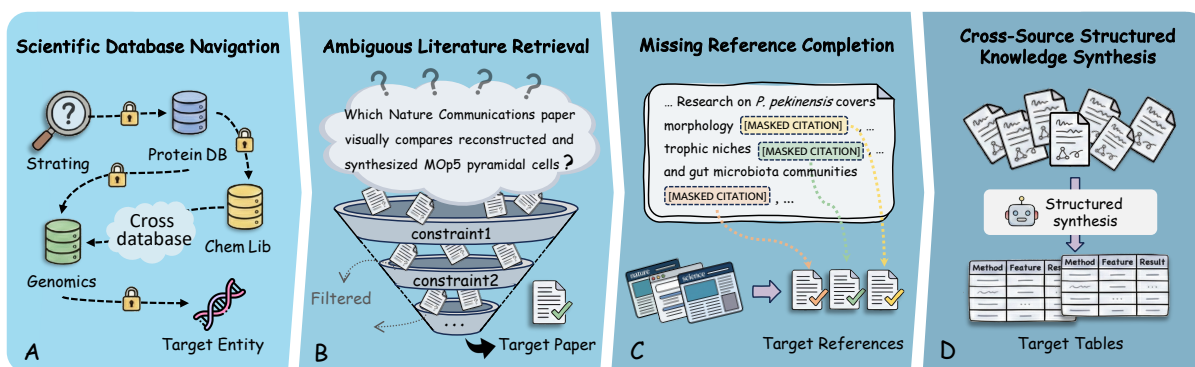 Scientific Database Navigation
?
Strating
Protein DB
Cross
database
Chem Lib
Genomics
Target Entity
A
Ambiguous Literature Retrieval
? ? ? ?
Which Nature Communications paper
visually compares reconstructed and
synthesized MOp5 pyramidal cells ?
constraint1
constraint2
Filtered
...
Target Paper
B
Missing Reference Completion
... Research on P. pekinensis covers
morphology [MASKED CITATION] , ...
trophic niches [MASKED CITATION] , ...
and gut microbiota communities
[MASKED CITATION] , ...
nature
science
Target References
C
Cross-Source Structured
Knowledge Synthesis
Structured
synthesis
Method Feature Res
Method Feature Result
...
...
Target Tables
D